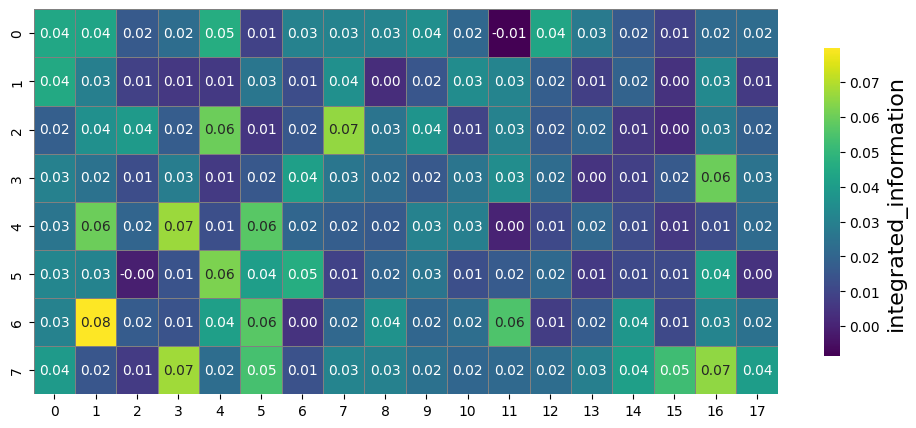 0 0.04 0.04 0.02 0.02 0.05 0.01 0.03 0.03 0.03 0.04 0.02 -0.01 0.04 0.03 0.02 0.01 0.02 0.02
1 0.04 0.03 0.01 0.01 0.01 0.03 0.01 0.04 0.00 0.02 0.03 0.03 0.02 0.01 0.02 0.00 0.03 0.01
2 0.02 0.04 0.04 0.02 0.06 0.01 0.02 0.07 0.03 0.04 0.01 0.03 0.02 0.02 0.01 0.00 0.03 0.02
3 0.03 0.02 0.01 0.03 0.01 0.02 0.04 0.03 0.02 0.02 0.03 0.03 0.02 0.00 0.01 0.02 0.06 0.03
4 0.03 0.06 0.02 0.07 0.01 0.06 0.02 0.02 0.02 0.03 0.03 0.00 0.01 0.02 0.01 0.01 0.01 0.02
5 0.03 0.03 -0.00 0.01 0.06 0.04 0.05 0.01 0.02 0.03 0.01 0.02 0.02 0.01 0.01 0.01 0.04 0.00
6 0.03 0.08 0.02 0.01 0.04 0.06 0.00 0.02 0.04 0.02 0.02 0.06 0.01 0.02 0.04 0.01 0.03 0.02
7 0.04 0.02 0.01 0.07 0.02 0.05 0.01 0.03 0.03 0.02 0.02 0.02 0.02 0.03 0.04 0.05 0.07 0.04
0 1 2 3 4 5 6 7 8 9 10 11 12 13 14 15 16 17
0.07
0.06
0.05
0.04
0.03
0.02
0.01
0.00
integrated_information